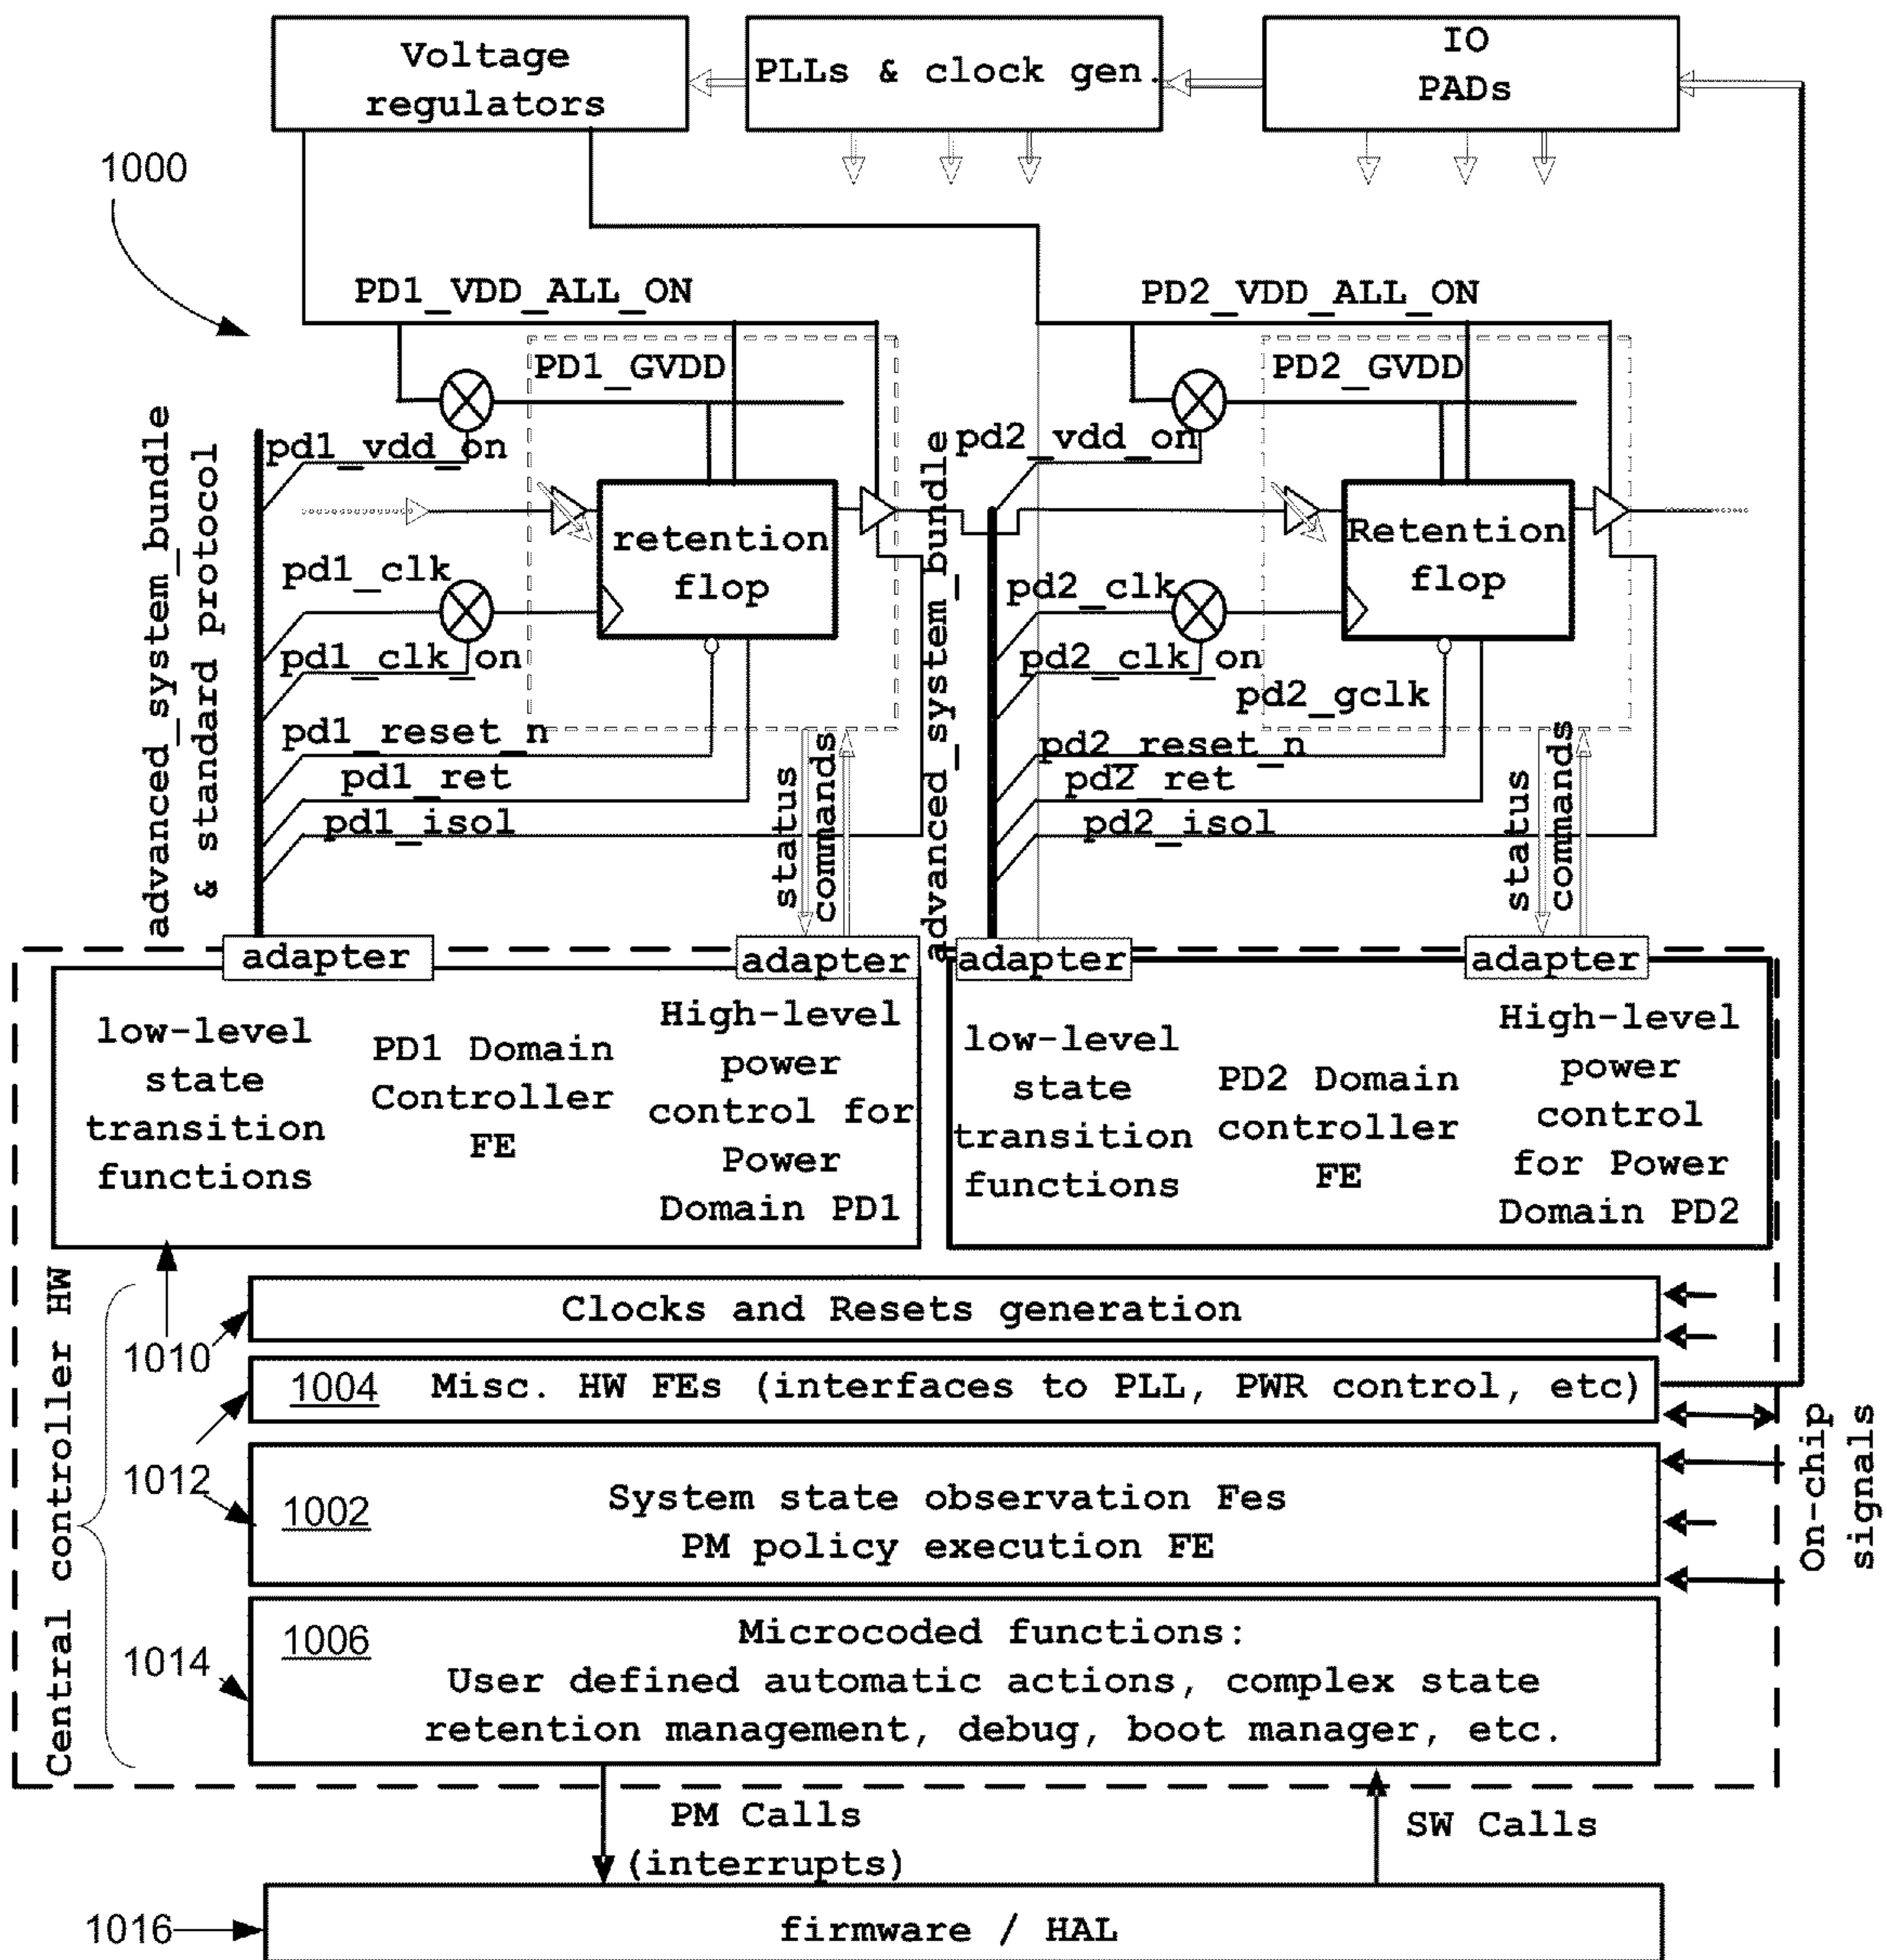 Voltage
regulators
PLLs & clock gen.
IO
PADs
1000
PD1_VDD_ALL_ON
PD2_VDD_ALL_ON
PD1_GVDD
PD2_GVDD
advanced_system_bundle
& standard protocol
pd1_vdd_on
pd1_clk
pd1_clk_on
pd1_reset_n
pd1_ret
pd1_isol
retention
flop
status
commands
advanced_system_bundle
pd2_vdd_on
pd2_clk
pd2_clk_on
pd2_gclk
pd2_reset_n
pd2_ret
pd2_isol
Retention
flop
status
commands
adapter
adapter
adapter
adapter
low-level
state
transition
functions
PD1 Domain
Controller
FE
High-level
power
control for
Power
Domain PD1
low-level
state
transition
functions
PD2 Domain
controller
FE
High-level
power
control
for Power
Domain PD2
Central controller HW
1010
Clocks and Resets generation
1004 Misc. HW FEs (interfaces to PLL, PWR control, etc)
1012
1002
System state observation Fes
PM policy execution FE
On-chip
signals
1014
1006
Microcoded functions:
User defined automatic actions, complex state
retention management, debug, boot manager, etc.
PM Calls
(interrupts)
SW Calls
1016
firmware / HAL